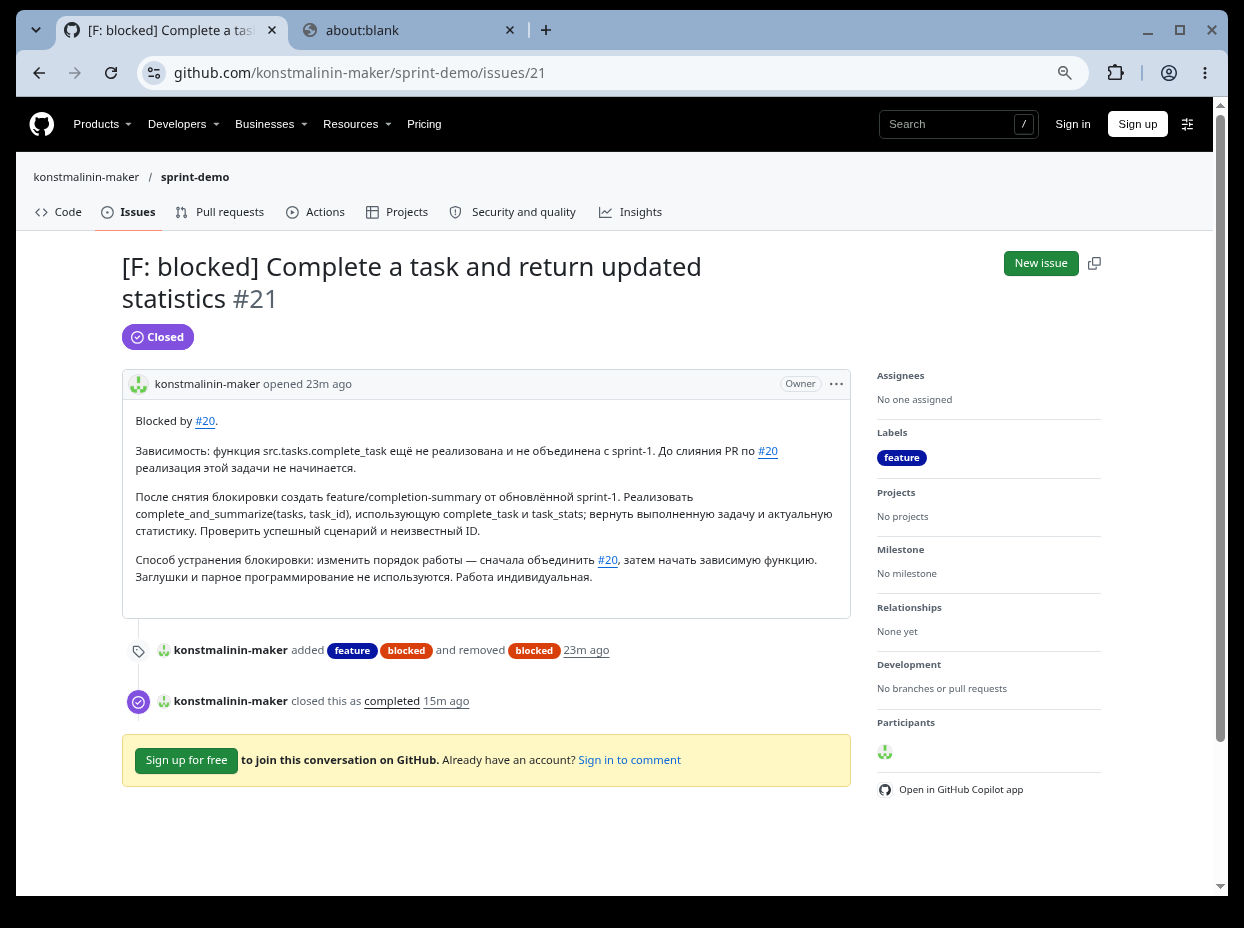 [F: blocked] Complete a tas
about:blank
github.com/konstmalinin-maker/sprint-demo/issues/21
Products
Developers
Businesses
Resources
Pricing
Search
/
Sign in
Sign up
konstmalinin-maker / sprint-demo
Code
Issues
Pull requests
Actions
Projects
Security and quality
Insights
[F: blocked] Complete a task and return updated
statistics #21
New issue
Closed
konstmalinin-maker opened 23m ago
Owner
Blocked by #20.
Зависимость: функция src.tasks.complete_task ещё не реализована и не объединена с sprint-1. До слияния PR по #20
реализация этой задачи не начинается.
После снятия блокировки создать feature/completion-summary от обновлённой sprint-1. Реализовать
complete_and_summarize(tasks, task_id), использующую complete_task и task_stats; вернуть выполненную задачу и актуальную
статистику. Проверить успешный сценарий и неизвестный ID.
Способ устранения блокировки: изменить порядок работы — сначала объединить #20, затем начать зависимую функцию.
Заглушки и парное программирование не используются. Работа индивидуальная.
konstmalinin-maker added feature blocked and removed blocked 23m ago
konstmalinin-maker closed this as completed 15m ago
Sign up for free to join this conversation on GitHub. Already have an account? Sign in to comment
Assignees
No one assigned
Labels
feature
Projects
No projects
Milestone
No milestone
Relationships
None yet
Development
No branches or pull requests
Participants
Open in GitHub Copilot app